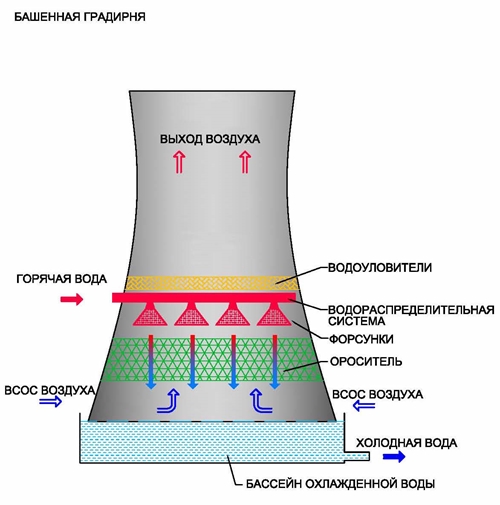 БАШЕННАЯ ГРАДИРНЯ
ВЫХОД ВОЗДУХА
ВОДОУЛОВИТЕЛИ
ГОРЯЧАЯ ВОДА
ВОДОРАСПРЕДЕЛИТЕЛЬНАЯ
СИСТЕМА
ФОРСУНКИ
ОРОСИТЕЛЬ
ВСОС ВОЗДУХА
ВСОС ВОЗДУХА
ХОЛОДНАЯ ВОДА
БАССЕЙН ОХЛАЖДЕННОЙ ВОДЫ